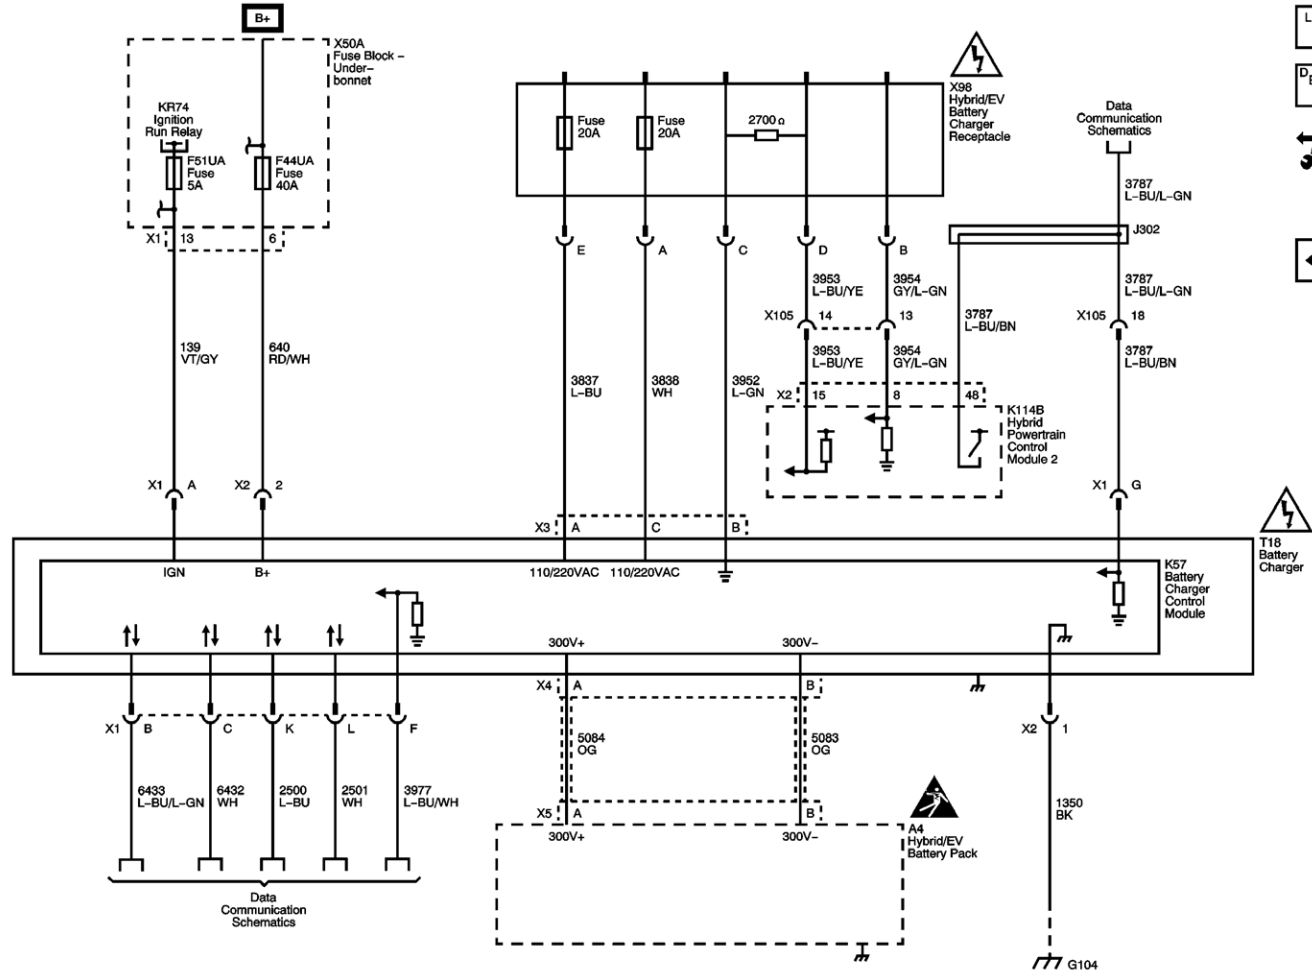 B+
X50A
Fuse Block –
Under–
bonnet
KR74
Ignition
Run Relay
F51UA
Fuse
5A
F44UA
Fuse
40A
X1 13 6
139
VT/GY
640
RD/WH
X1 A X2 2
Fuse
20A
Fuse
20A
2700 Ω
X98
Hybrid/EV
Battery
Charger
Receptacle
E A C D B
3953
L–BU/YE
3954
GY/L–GN
X105 14 13
3953
L–BU/YE
3954
GY/L–GN
3837
L–BU
3838
WH
3952
L–GN
X2 15 8 48
K114B
Hybrid
Powertrain
Control
Module 2
3787
L–BU/BN
Data
Communication
Schematics
3787
L–BU/L–GN
J302
3787
L–BU/L–GN
X105 18
3787
L–BU/BN
X1 G
L
D
X3 A C B
T18
Battery
Charger
IGN B+ 110/220VAC 110/220VAC
K57
Battery
Charger
Control
Module
300V+ 300V–
X4 A B
X1 B C K L F
X2 1
6433
L–BU/L–GN
6432
WH
2500
L–BU
2501
WH
3977
L–BU/WH
5084
OG
5083
OG
1350
BK
X5 A B
300V+ 300V–
A4
Hybrid/EV
Battery Pack
Data
Communication
Schematics
G104